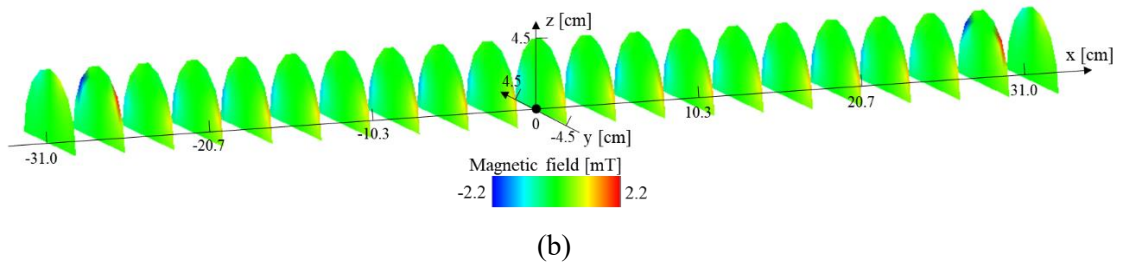 z [cm]
4.5
x [cm]
4.5
-31.0
-20.7
-10.3
0
-4.5
10.3
20.7
31.0
y [cm]
Magnetic field [mT]
-2.2
2.2
(b)